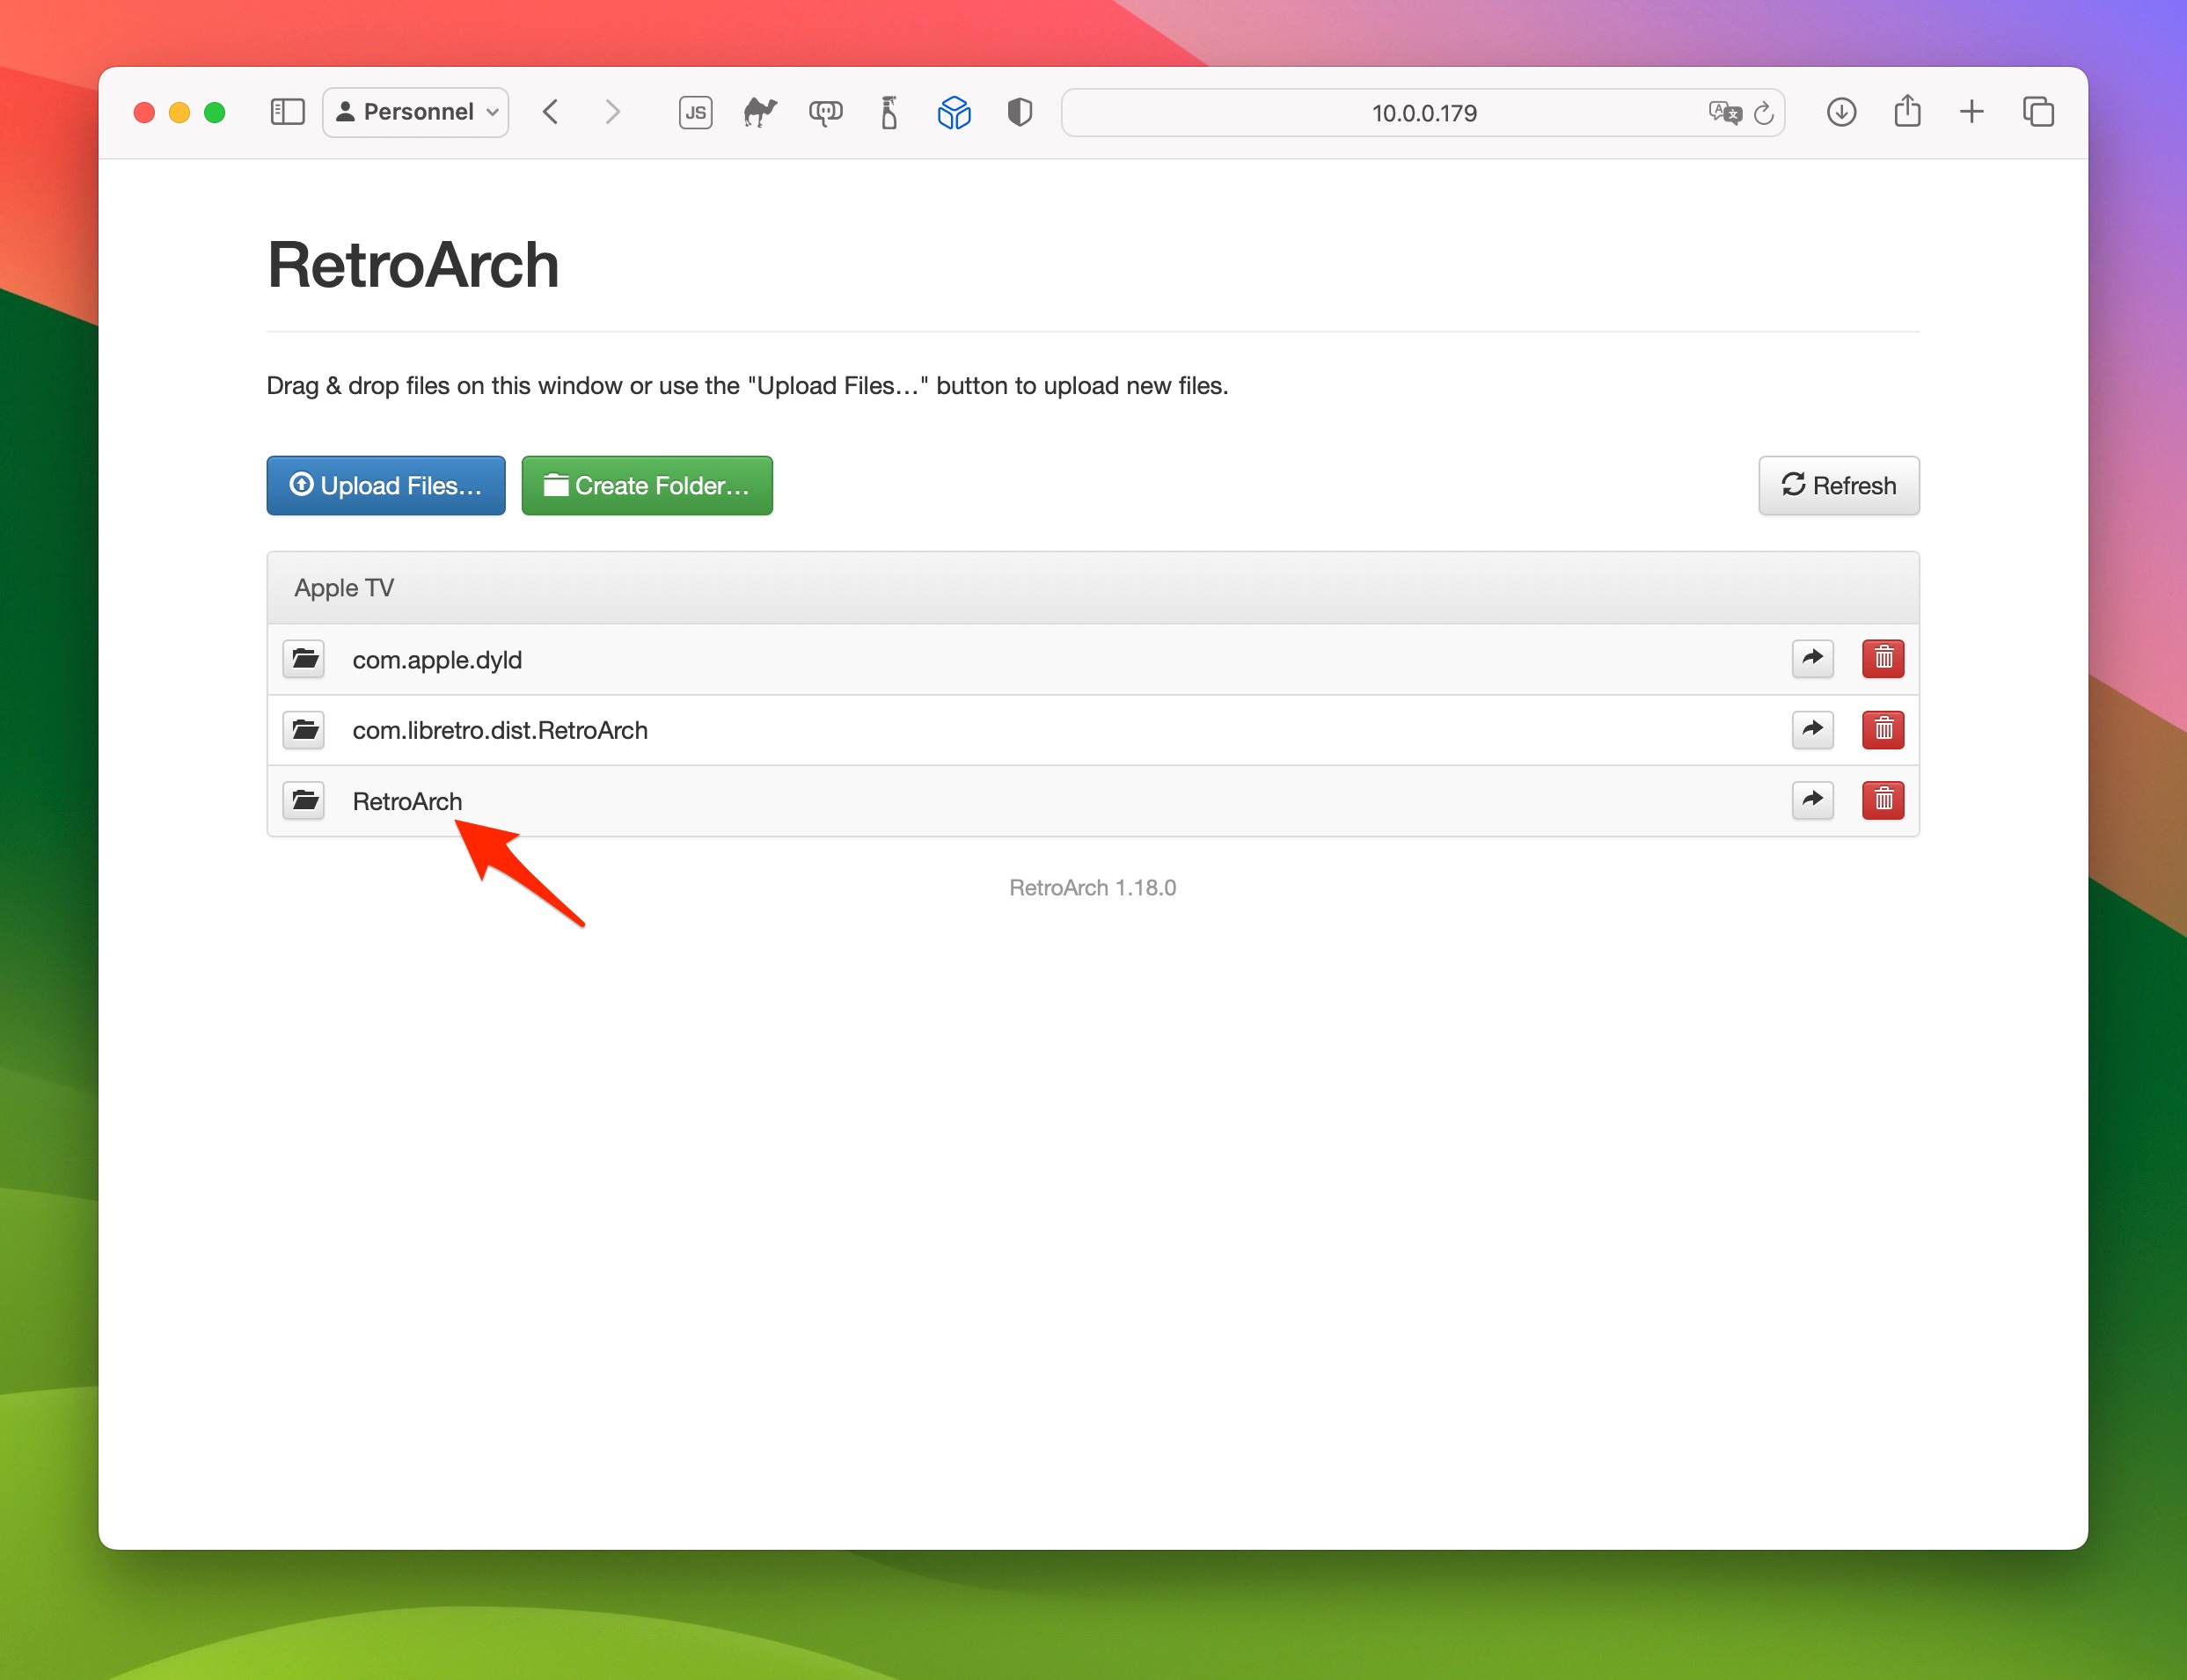 Personnel
JS
10.0.0.179
RetroArch
Drag & drop files on this window or use the "Upload Files…" button to upload new files.
Upload Files…
Create Folder…
Refresh
Apple TV
com.apple.dyld
com.libretro.dist.RetroArch
RetroArch
RetroArch 1.18.0